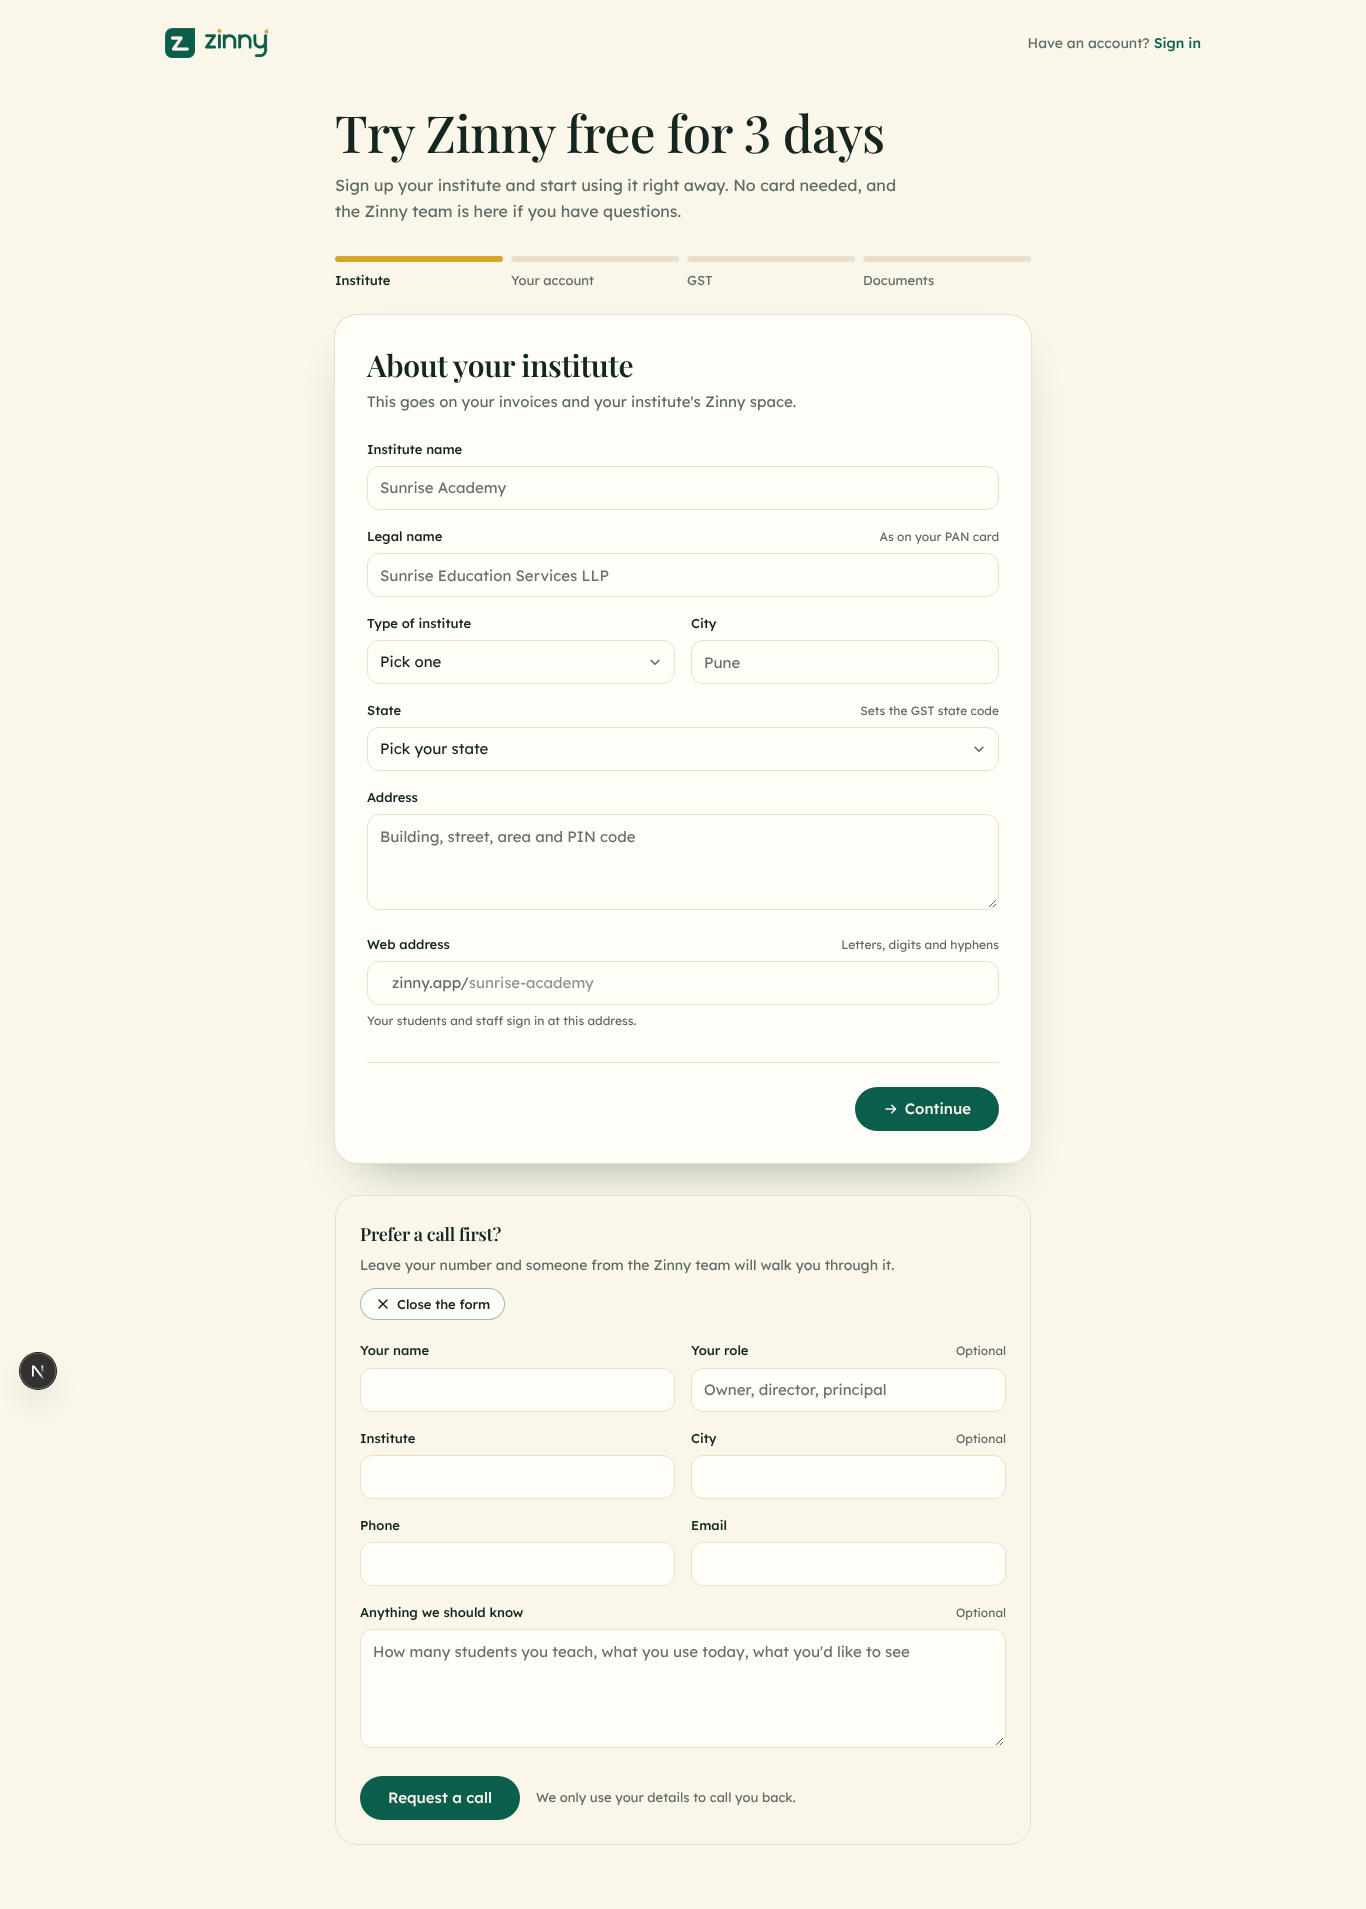 zinny
Have an account? Sign in
Try Zinny free for 3 days
Sign up your institute and start using it right away. No card needed, and
the Zinny team is here if you have questions.
Institute
Your account
GST
Documents
About your institute
This goes on your invoices and your institute's Zinny space.
Institute name
Sunrise Academy
Legal name
As on your PAN card
Sunrise Education Services LLP
Type of institute
City
Pick one
Pune
State
Sets the GST state code
Pick your state
Address
Building, street, area and PIN code
Web address
Letters, digits and hyphens
zinny.app/sunrise-academy
Your students and staff sign in at this address.
→ Continue
Prefer a call first?
Leave your number and someone from the Zinny team will walk you through it.
Close the form
Your name
Your role
Optional
Owner, director, principal
Institute
City
Optional
Phone
Email
Anything we should know
Optional
How many students you teach, what you use today, what you'd like to see
Request a call
We only use your details to call you back.
N